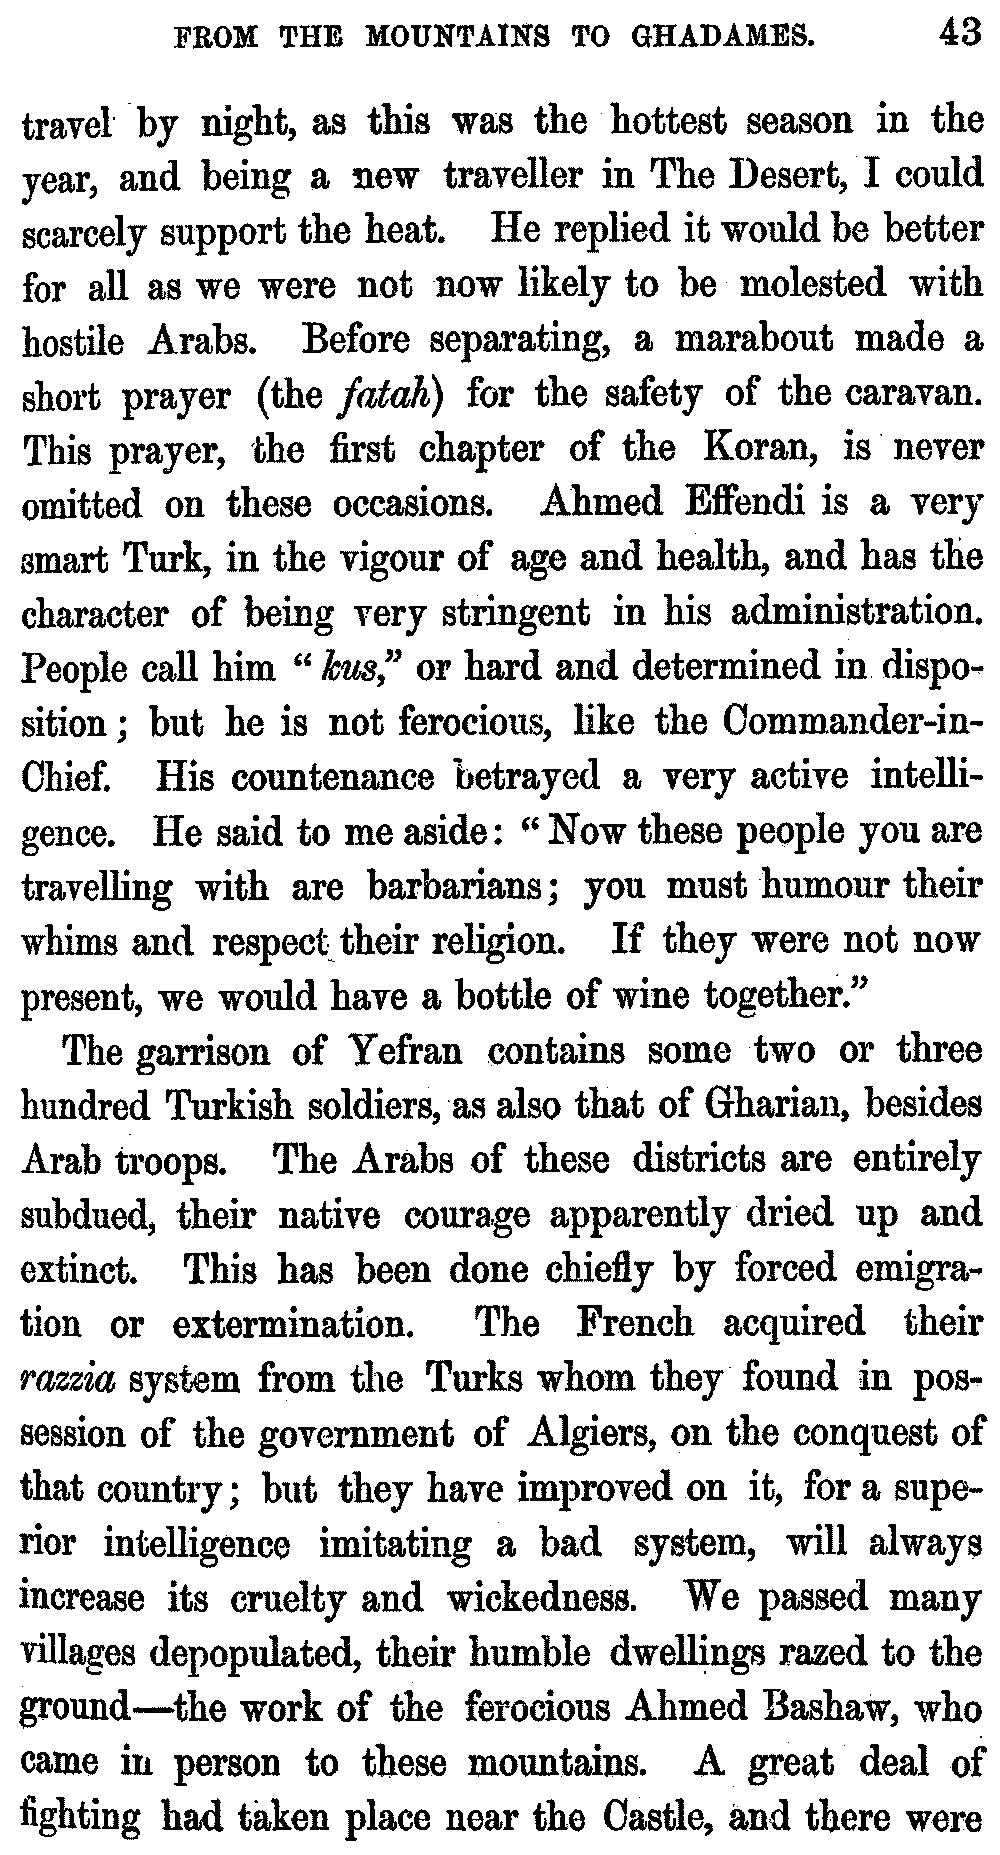 FROM THE MOUNTAINS TO GHADAMES. 43
travel by night, as this was the hottest season in the
year, and being a new traveller in The Desert, I could
scarcely support the heat. He replied it would be better
for all as we were not now likely to be molested with
hostile Arabs. Before separating, a marabout made a
short prayer (the fatah) for the safety of the caravan.
This prayer, the first chapter of the Koran, is never
omitted on these occasions. Ahmed Effendi is a very
smart Turk, in the vigour of age and health, and has the
character of being very stringent in his administration.
People call him “kus,” or hard and determined in dispo-
sition; but he is not ferocious, like the Commander-in-
Chief. His countenance betrayed a very active intelli-
gence. He said to me aside: “Now these people you are
travelling with are barbarians; you must humour their
whims and respect their religion. If they were not now
present, we would have a bottle of wine together.”
The garrison of Yefran contains some two or three
hundred Turkish soldiers, as also that of Gharian, besides
Arab troops. The Arabs of these districts are entirely
subdued, their native courage apparently dried up and
extinct. This has been done chiefly by forced emigra-
tion or extermination. The French acquired their
razzia system from the Turks whom they found in pos-
session of the government of Algiers, on the conquest of
that country; but they have improved on it, for a supe-
rior intelligence imitating a bad system, will always
increase its cruelty and wickedness. We passed many
villages depopulated, their humble dwellings razed to the
ground—the work of the ferocious Ahmed Bashaw, who
came in person to these mountains. A great deal of
fighting had taken place near the Castle, and there were